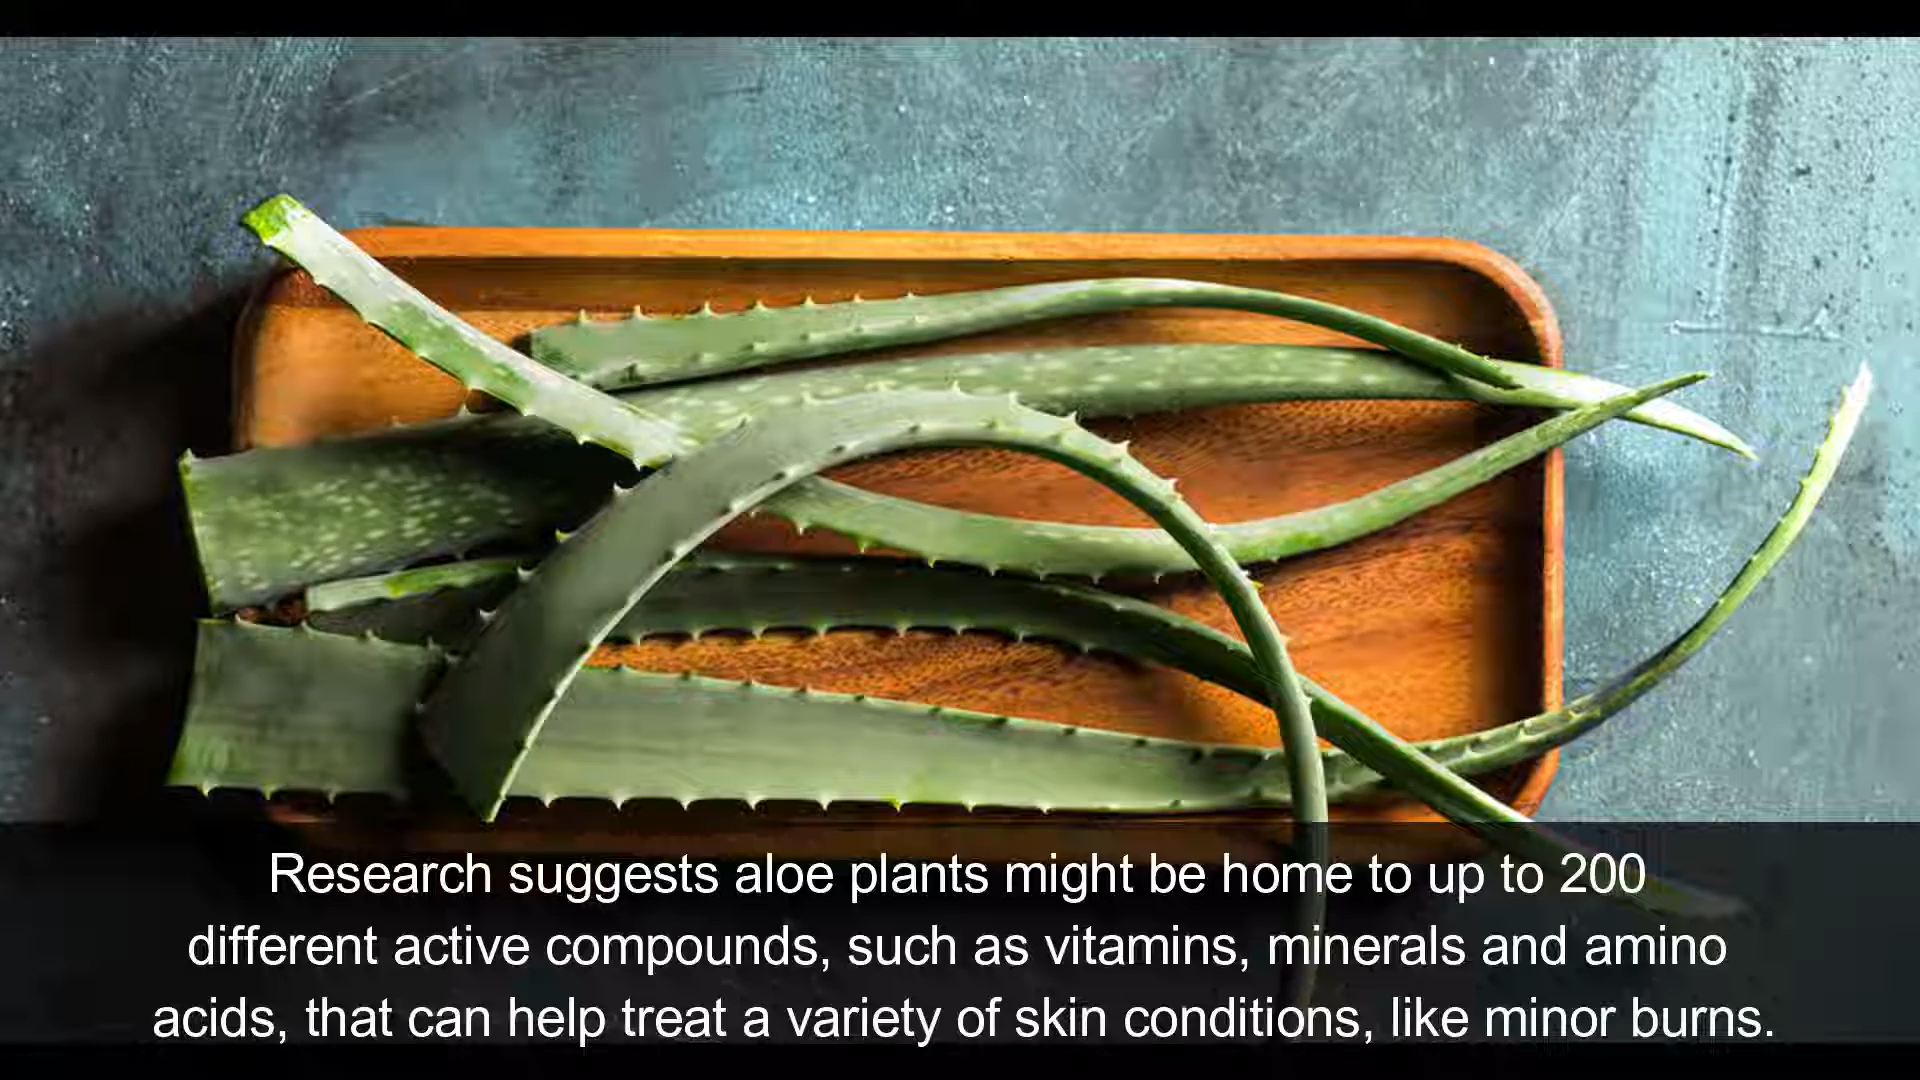 Research suggests aloe plants might be home to up to 200
different active compounds, such as vitamins, minerals and amino
acids, that can help treat a variety of skin conditions, like minor burns.